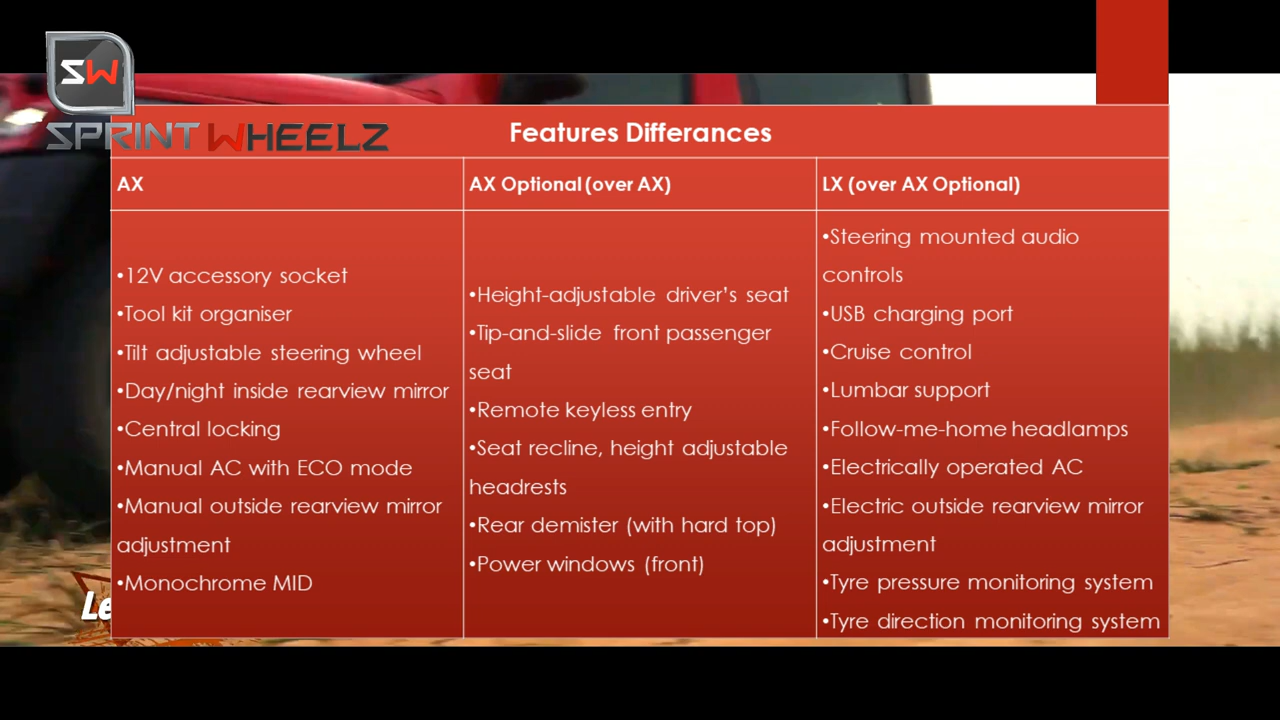 SW
SPRINT WHEELZ
Features Differances
AX
AX Optional (over AX)
LX (over AX Optional)
•12V accessory socket
•Tool kit organiser
•Tilt adjustable steering wheel
•Day/night inside rearview mirror
•Central locking
•Manual AC with ECO mode
•Manual outside rearview mirror
adjustment
•Monochrome MID
•Height-adjustable driver's seat
•Tip-and-slide front passenger
seat
•Remote keyless entry
•Seat recline, height adjustable
headrests
•Rear demister (with hard top)
•Power windows (front)
•Steering mounted audio
controls
•USB charging port
•Cruise control
•Lumbar support
•Follow-me-home headlamps
•Electrically operated AC
•Electric outside rearview mirror
adjustment
•Tyre pressure monitoring system
•Tyre direction monitoring system